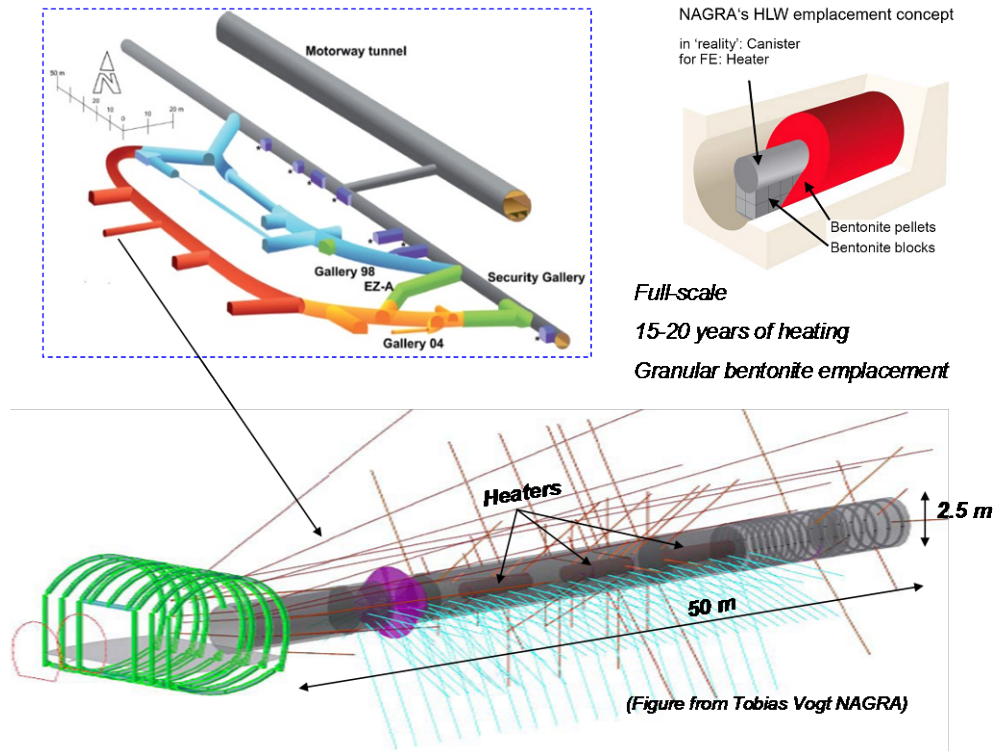 Motorway tunnel
50 m
20
10
0
10
20 m
N
Gallery 98
EZ-A
Security Gallery
Gallery 04
NAGRA's HLW emplacement concept
in 'reality': Canister
for FE: Heater
Bentonite pellets
Bentonite blocks
Full-scale
15-20 years of heating
Granular bentonite emplacement
Heaters
2.5 m
50 m
(Figure from Tobias Vogt NAGRA)